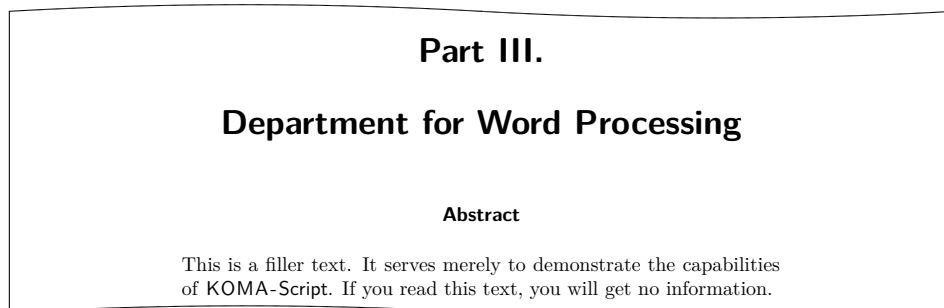 Part III.
Department for Word Processing
Abstract
This is a filler text. It serves merely to demonstrate the capabilities
of KOMA-Script. If you read this text, you will get no information.